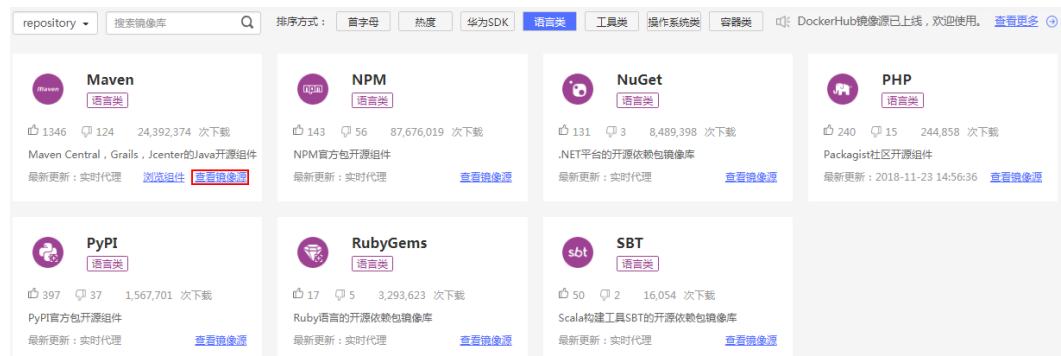 repository 搜索镜像库 排序方式： 首字母 热度 华为SDK 语言类 工具类 操作系统类 容器类 DockerHub镜像源已上线，欢迎使用。 查看更多
Maven
Maven
语言类
1346 124 24,392,374 次下载
Maven Central，Grails，Jcenter的Java开源组件
最新更新：实时代理 浏览组件 查看镜像源
npm
NPM
语言类
143 56 87,676,019 次下载
NPM官方包开源组件
最新更新：实时代理 查看镜像源
NuGet
语言类
131 3 8,489,398 次下载
.NET平台的开源依赖包镜像库
最新更新：实时代理 查看镜像源
PHP
语言类
240 15 244,858 次下载
Packagist社区开源组件
最新更新：2018-11-23 14:56:36 查看镜像源
PyPI
语言类
397 37 1,567,701 次下载
PyPI官方包开源组件
最新更新：实时代理 查看镜像源
RubyGems
语言类
17 5 3,293,623 次下载
Ruby语言的开源依赖包镜像库
最新更新：实时代理 查看镜像源
sbt
SBT
语言类
50 2 16,054 次下载
Scala构建工具SBT的开源依赖包镜像库
最新更新：实时代理 查看镜像源